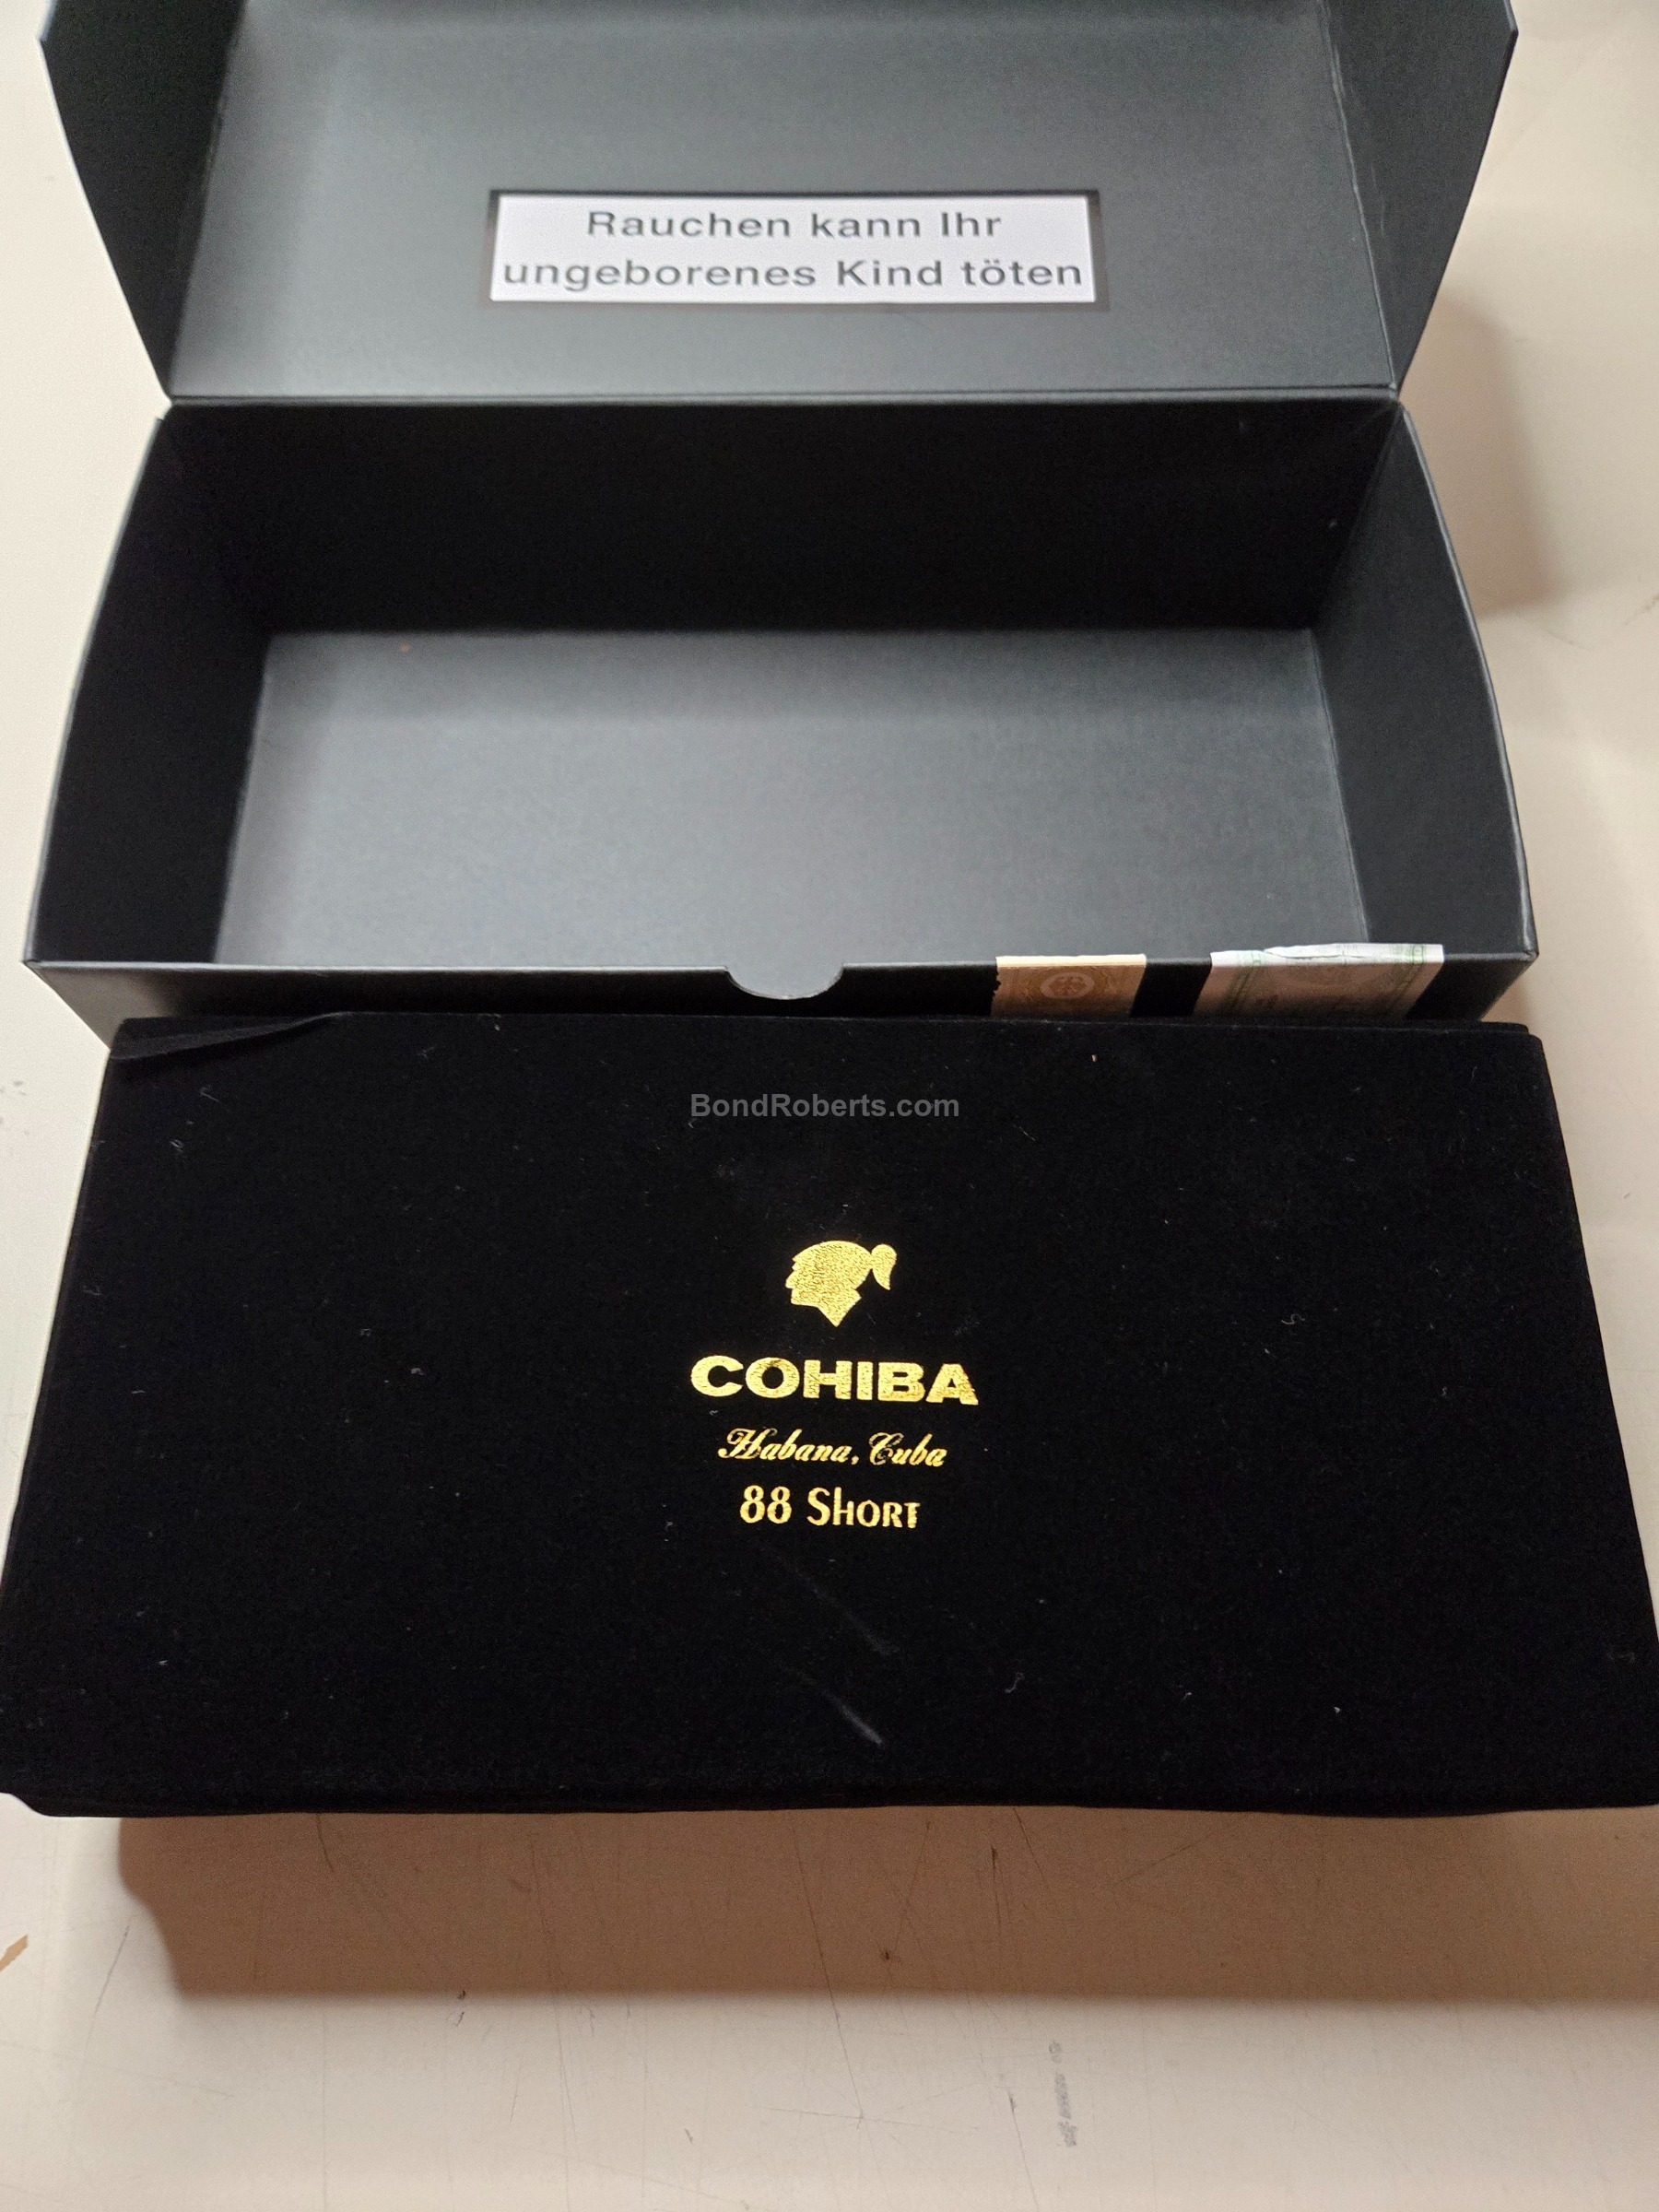 Rauchen kann Ihr
ungeborenes Kind töten
BondRoberts.com
COHIBA
Habana, Cuba
88 SHORT